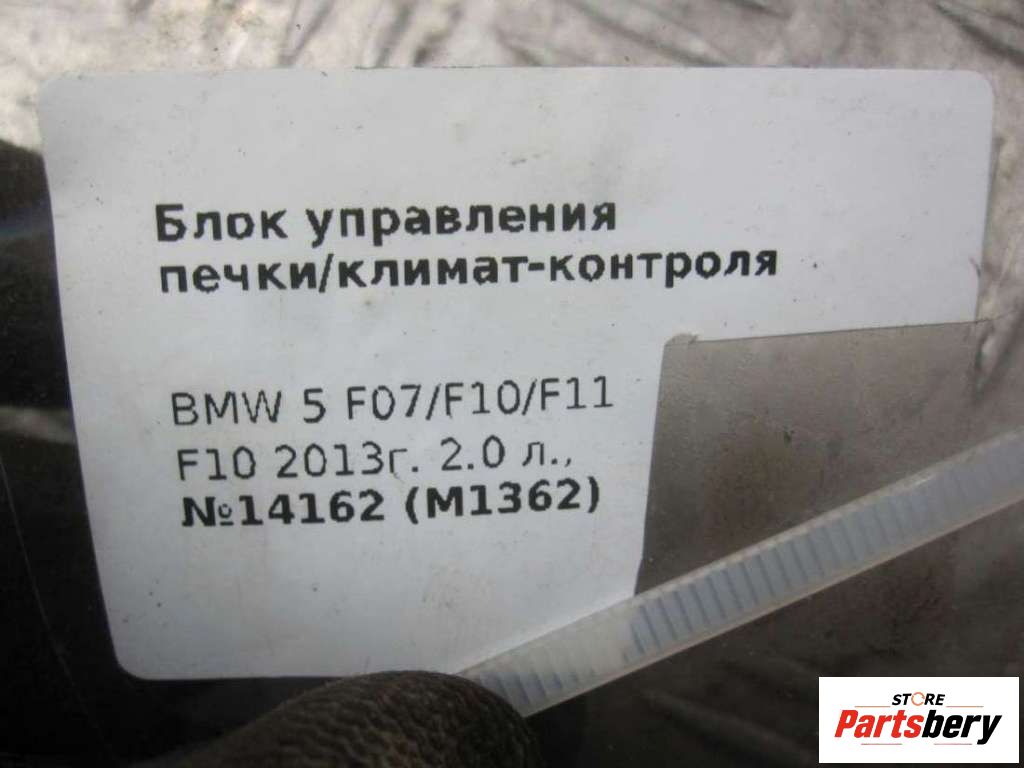 Блок управления
печки/климат-контроля
BMW 5 F07/F10/F11
F10 2013г. 2.0 л.,
№14162 (M1362)
STORE
Partsbery